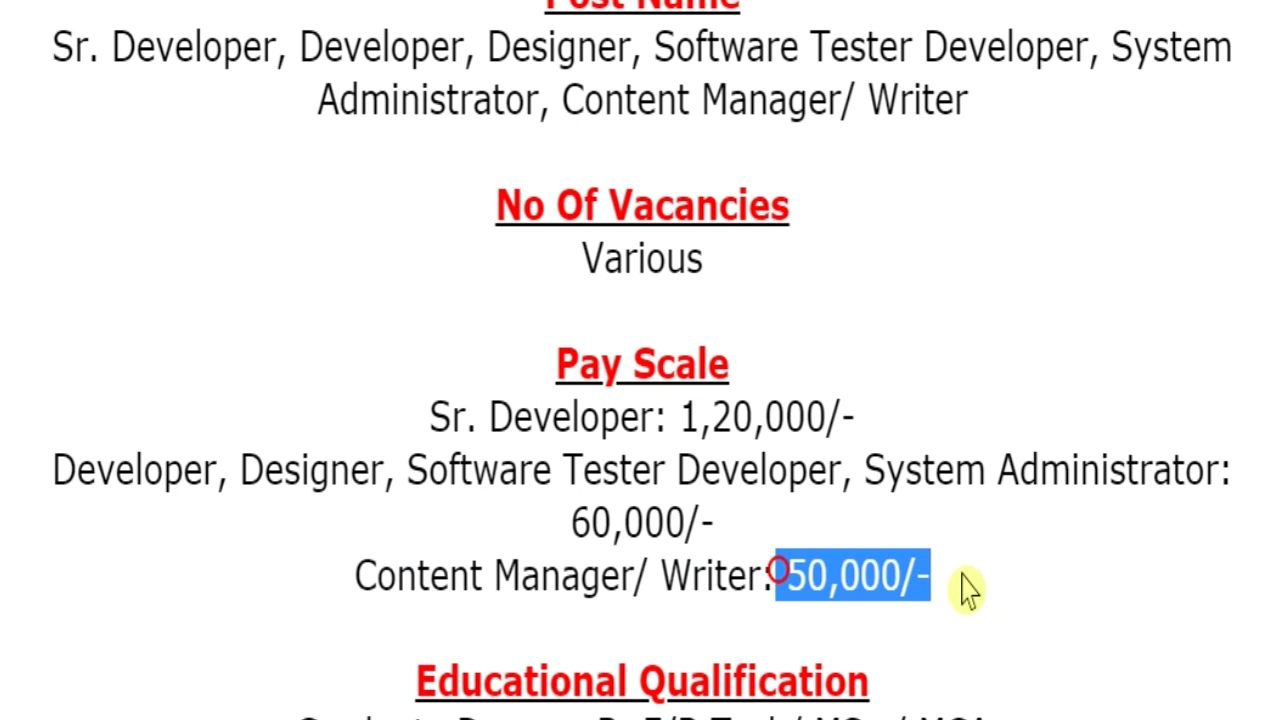 Post Name
Sr. Developer, Developer, Designer, Software Tester Developer, System
Administrator, Content Manager/ Writer
No Of Vacancies
Various
Pay Scale
Sr. Developer: 1,20,000/-
Developer, Designer, Software Tester Developer, System Administrator:
60,000/-
Content Manager/ Writer: 50,000/-
Educational Qualification